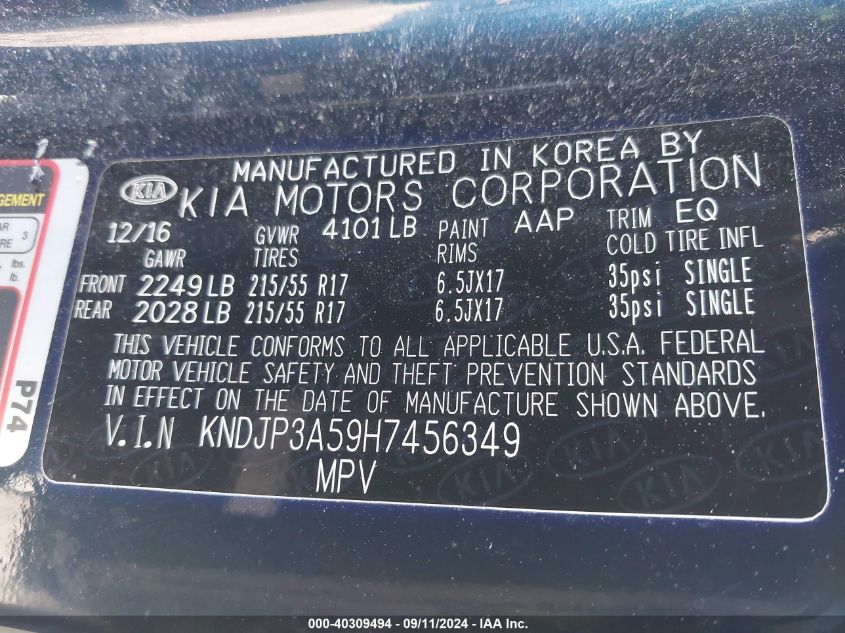 MANUFACTURED IN KOREA BY
KIA KIA MOTORS CORPORATION
12/16 GVWR 4101 LB PAINT AAP TRIM EQ
GAWR TIRES RIMS COLD TIRE INFL
FRONT 2249 LB 215/55 R17 6.5JX17 35psi SINGLE
REAR 2028 LB 215/55 R17 6.5JX17 35psi SINGLE
THIS VEHICLE CONFORMS TO ALL APPLICABLE U.S.A. FEDERAL
MOTOR VEHICLE SAFETY AND THEFT PREVENTION STANDARDS
IN EFFECT ON THE DATE OF MANUFACTURE SHOWN ABOVE.
V.I.N KNDJP3A59H7456349
MPV
P74
000-40309494 - 09/11/2024 - IAA Inc.